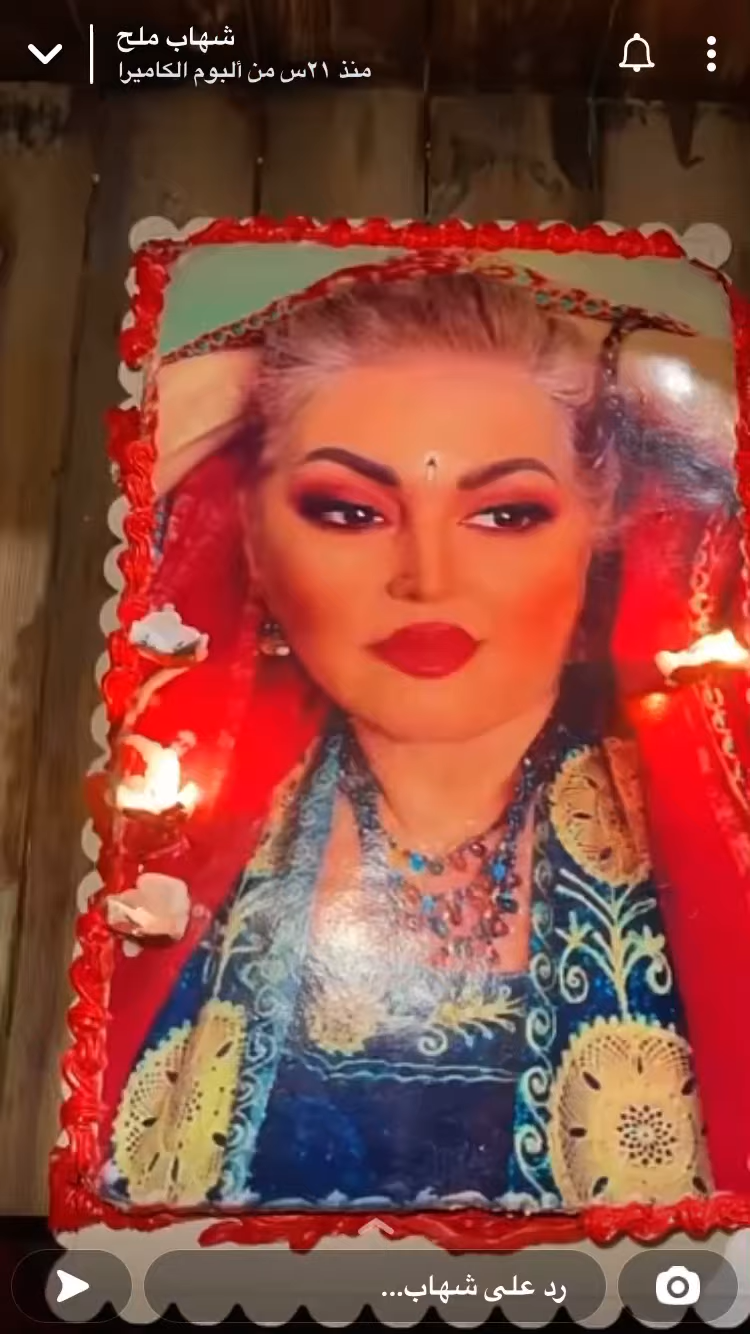 شهاب ملح
منذ ٢١س من ألبوم الكاميرا
رد على شهاب...